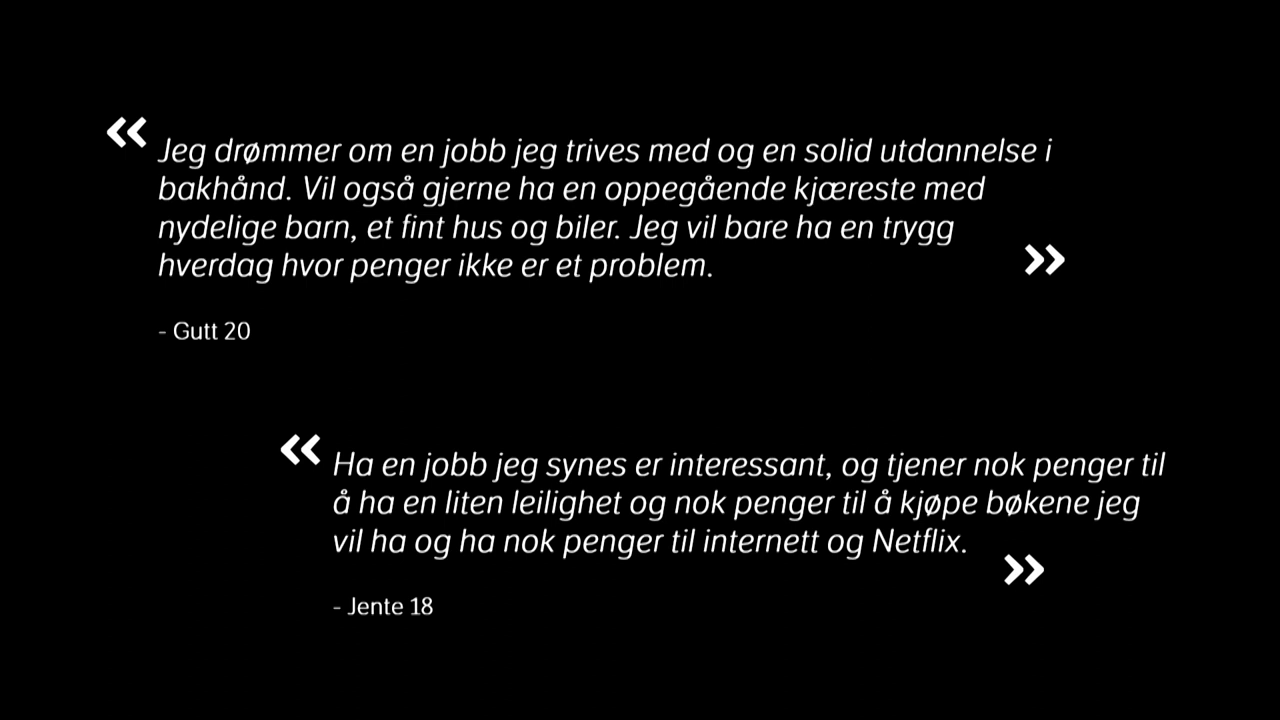 « Jeg drømmer om en jobb jeg trives med og en solid utdannelse i
bakhånd. Vil også gjerne ha en oppegående kjæreste med
nydelige barn, et fint hus og biler. Jeg vil bare ha en trygg
hverdag hvor penger ikke er et problem. »
- Gutt 20
« Ha en jobb jeg synes er interessant, og tjener nok penger til
å ha en liten leilighet og nok penger til å kjøpe bøkene jeg
vil ha og ha nok penger til internett og Netflix. »
- Jente 18